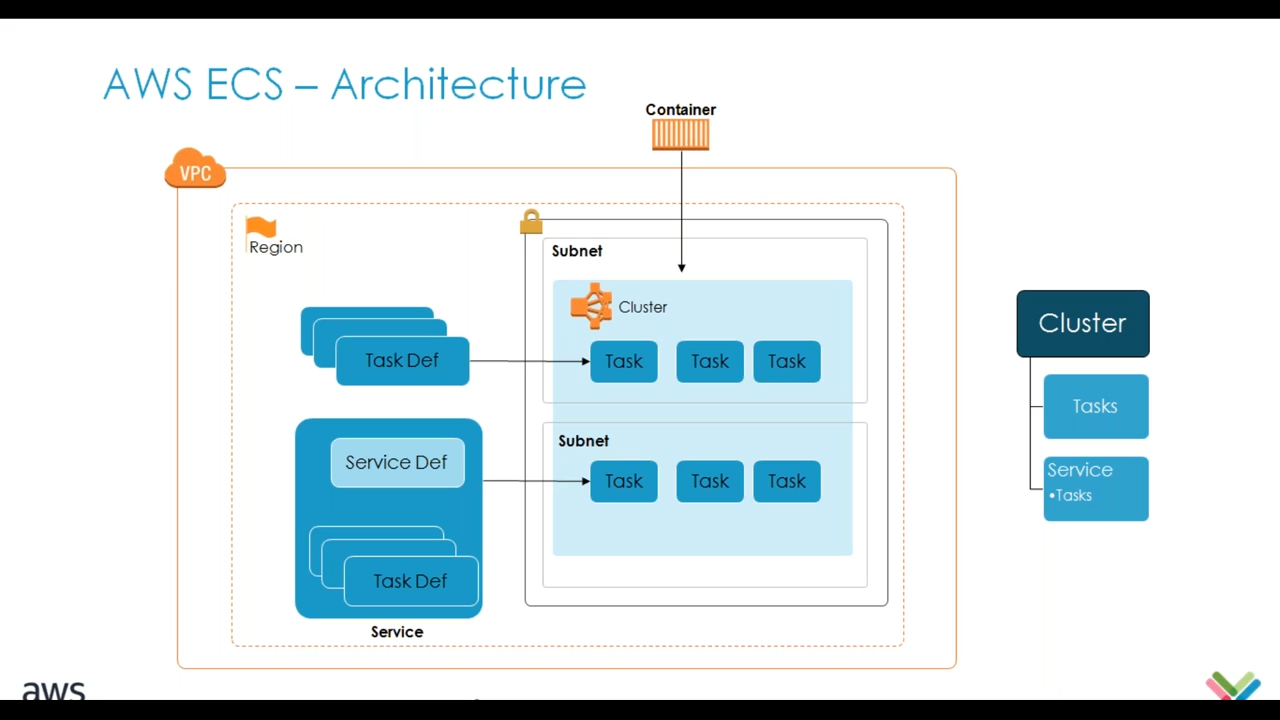 AWS ECS – Architecture
Container
VPC
Region
Subnet
Cluster
Task Def
Task Task Task
Subnet
Service Def
Task Task Task
Task Def
Service
Cluster
Tasks
Service
•Tasks
aws